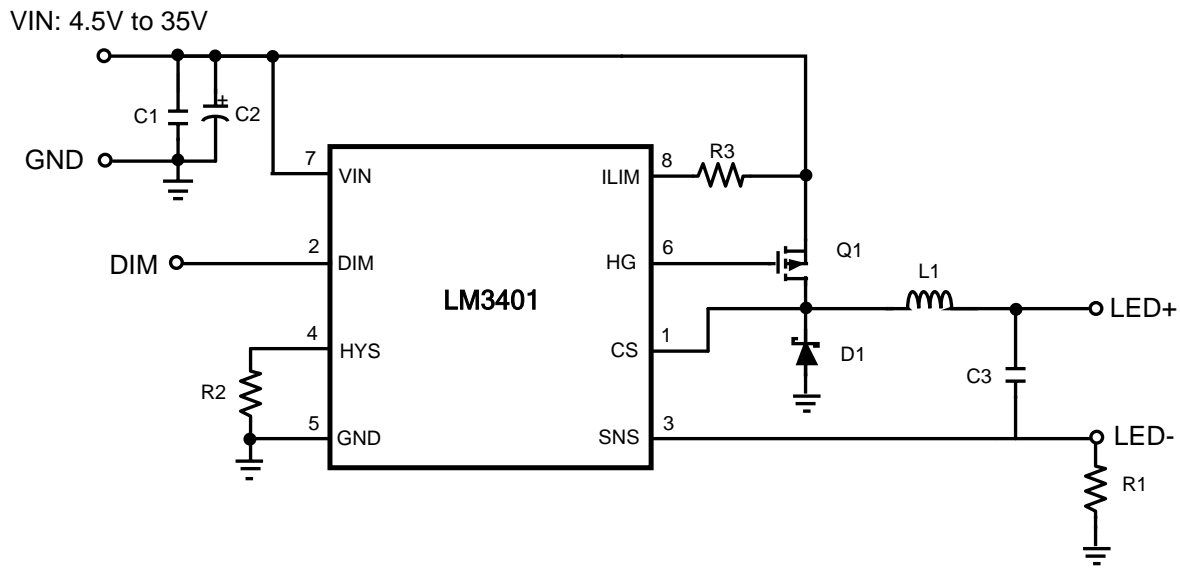 VIN: 4.5V to 35V
C1
+
C2
GND
R3
7
8
VIN
ILIM
DIM
2
6
DIM
HG
Q1
LM3401
L1
LED+
4
1
HYS
CS
D1
R2
C3
5
3
GND
SNS
LED-
R1